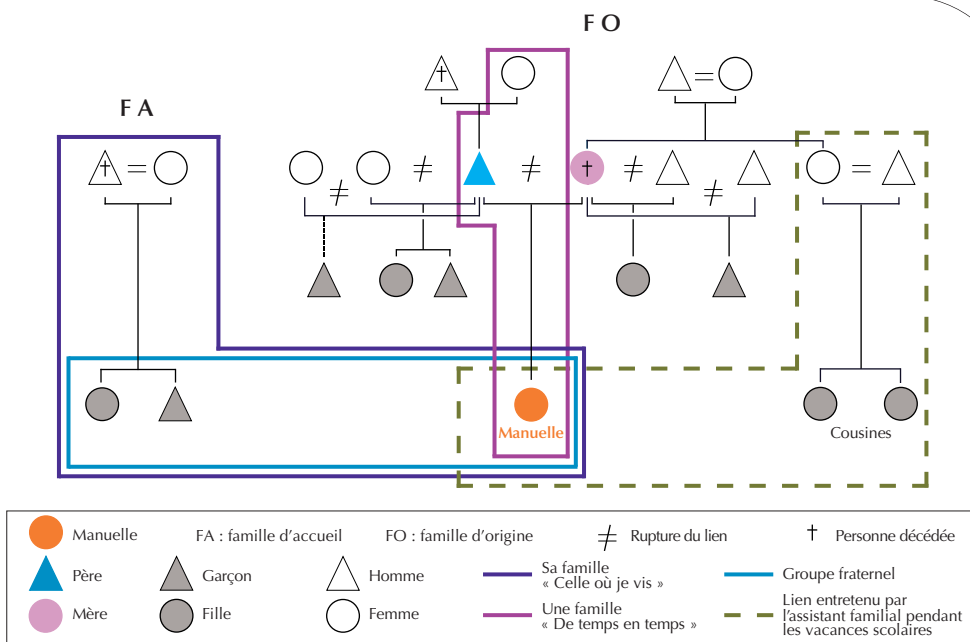 FO
FA
Manuelle
Cousines
Manuelle
FA : famille d'accueil
FO : famille d'origine
Rupture du lien
Personne décédée
Père
Garçon
Homme
Sa famille
« Celle où je vis »
Groupe fraternel
Mère
Fille
Femme
Une famille
« De temps en temps »
Lien entretenu par
l'assistant familial pendant
les vacances scolaires